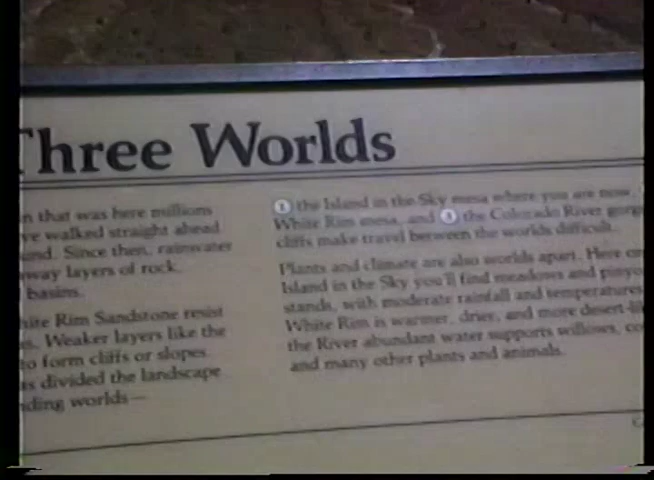 Three Worlds
n that was here millions
ve walked straight ahead
und. Since then, rainwater
away layers of rock.
basins.
hite Rim Sandstone resist
s. Weaker layers like the
to form cliffs or slopes.
s divided the landscape
nding worlds—
1 the Island in the Sky mesa where you are now,
White Rim mesa, and 3 the Colorado River gorge
cliffs make travel between the worlds difficult.
Plants and climate are also worlds apart. Here on
Island in the Sky you'll find meadows and pinyo
stands, with moderate rainfall and temperatures
White Rim is warmer, drier, and more desert-li
the River abundant water supports willows, co
and many other plants and animals.